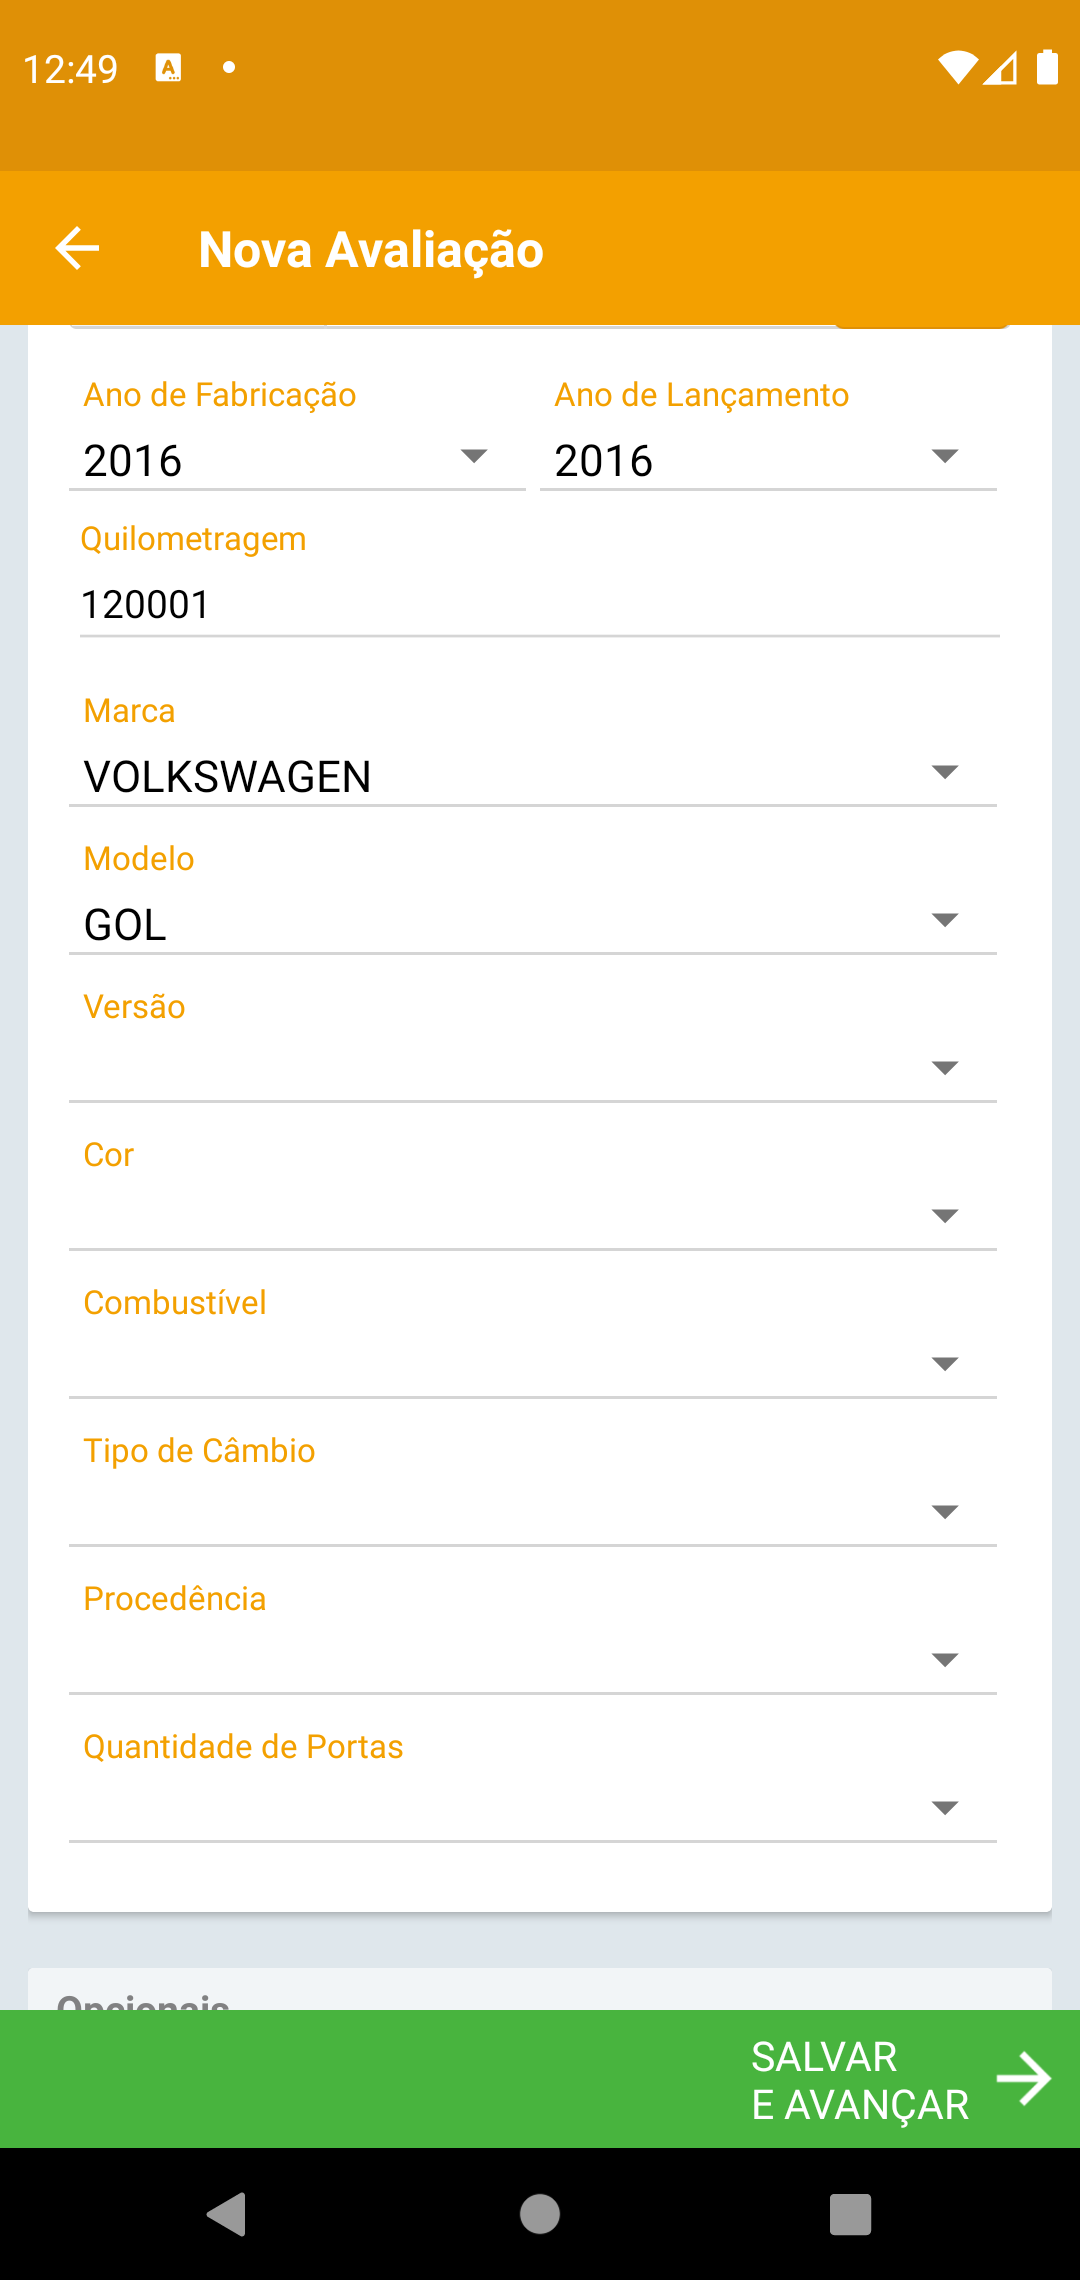 12:49
Nova Avaliação
Ano de Fabricação Ano de Lançamento
2016 2016
Quilometragem
120001
Marca
VOLKSWAGEN
Modelo
GOL
Versão
Cor
Combustível
Tipo de Câmbio
Procedência
Quantidade de Portas
Opcionais
SALVAR
E AVANÇAR